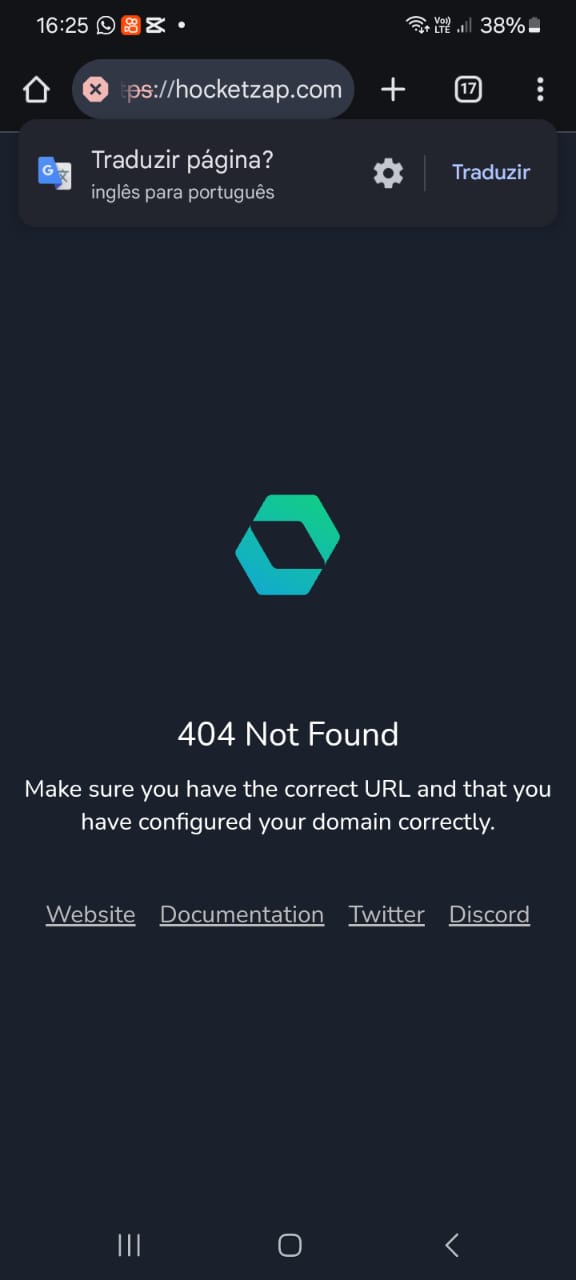 16:25
Vo))
LTE
38%
tps://hocketzap.com
17
Traduzir página?
inglês para português
Traduzir
404 Not Found
Make sure you have the correct URL and that you
have configured your domain correctly.
Website Documentation Twitter Discord